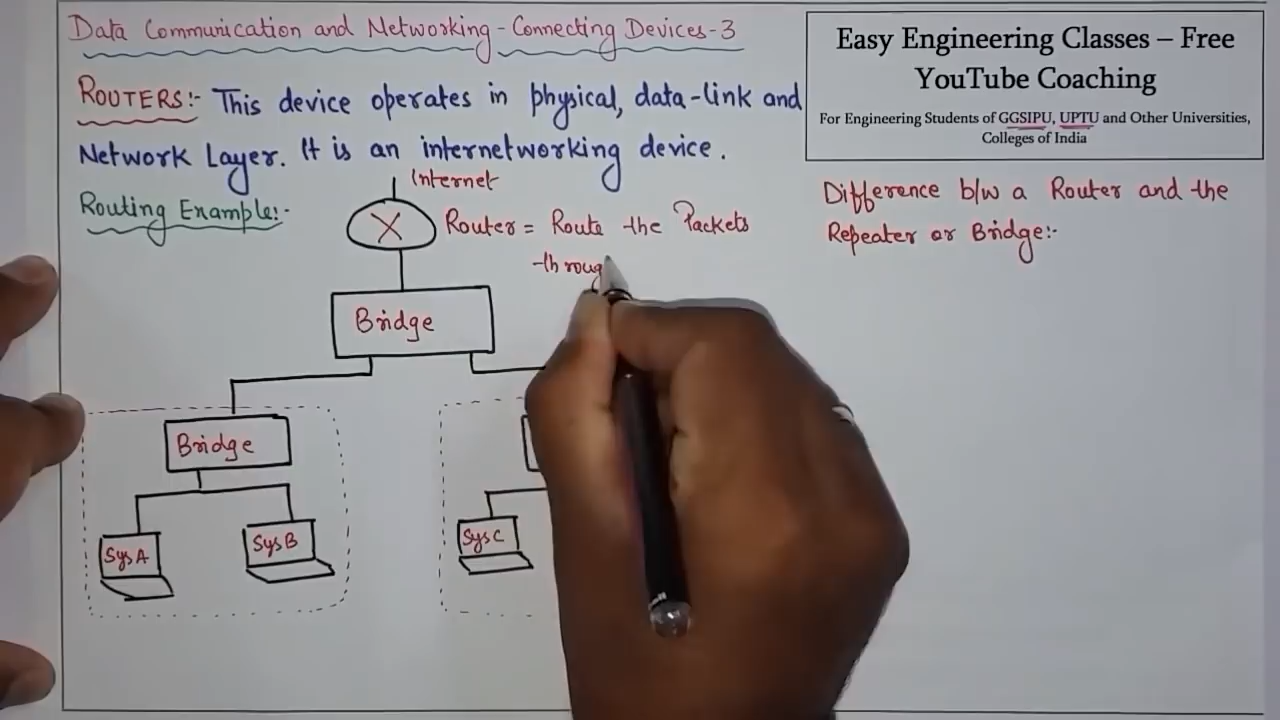 Data Communication and Networking - Connecting Devices-3
Easy Engineering Classes – Free
YouTube Coaching
For Engineering Students of GGSIPU, UPTU and Other Universities,
Colleges of India
ROUTERS:- This device operates in physical, data-link and
Network Layer. It is an internetworking device.
Routing Example:-
Internet
Router = Route the Packets
throug
Bridge
Bridge
Sys A
Sys B
Sys C
Difference b/w a Router and the
Repeater or Bridge:-